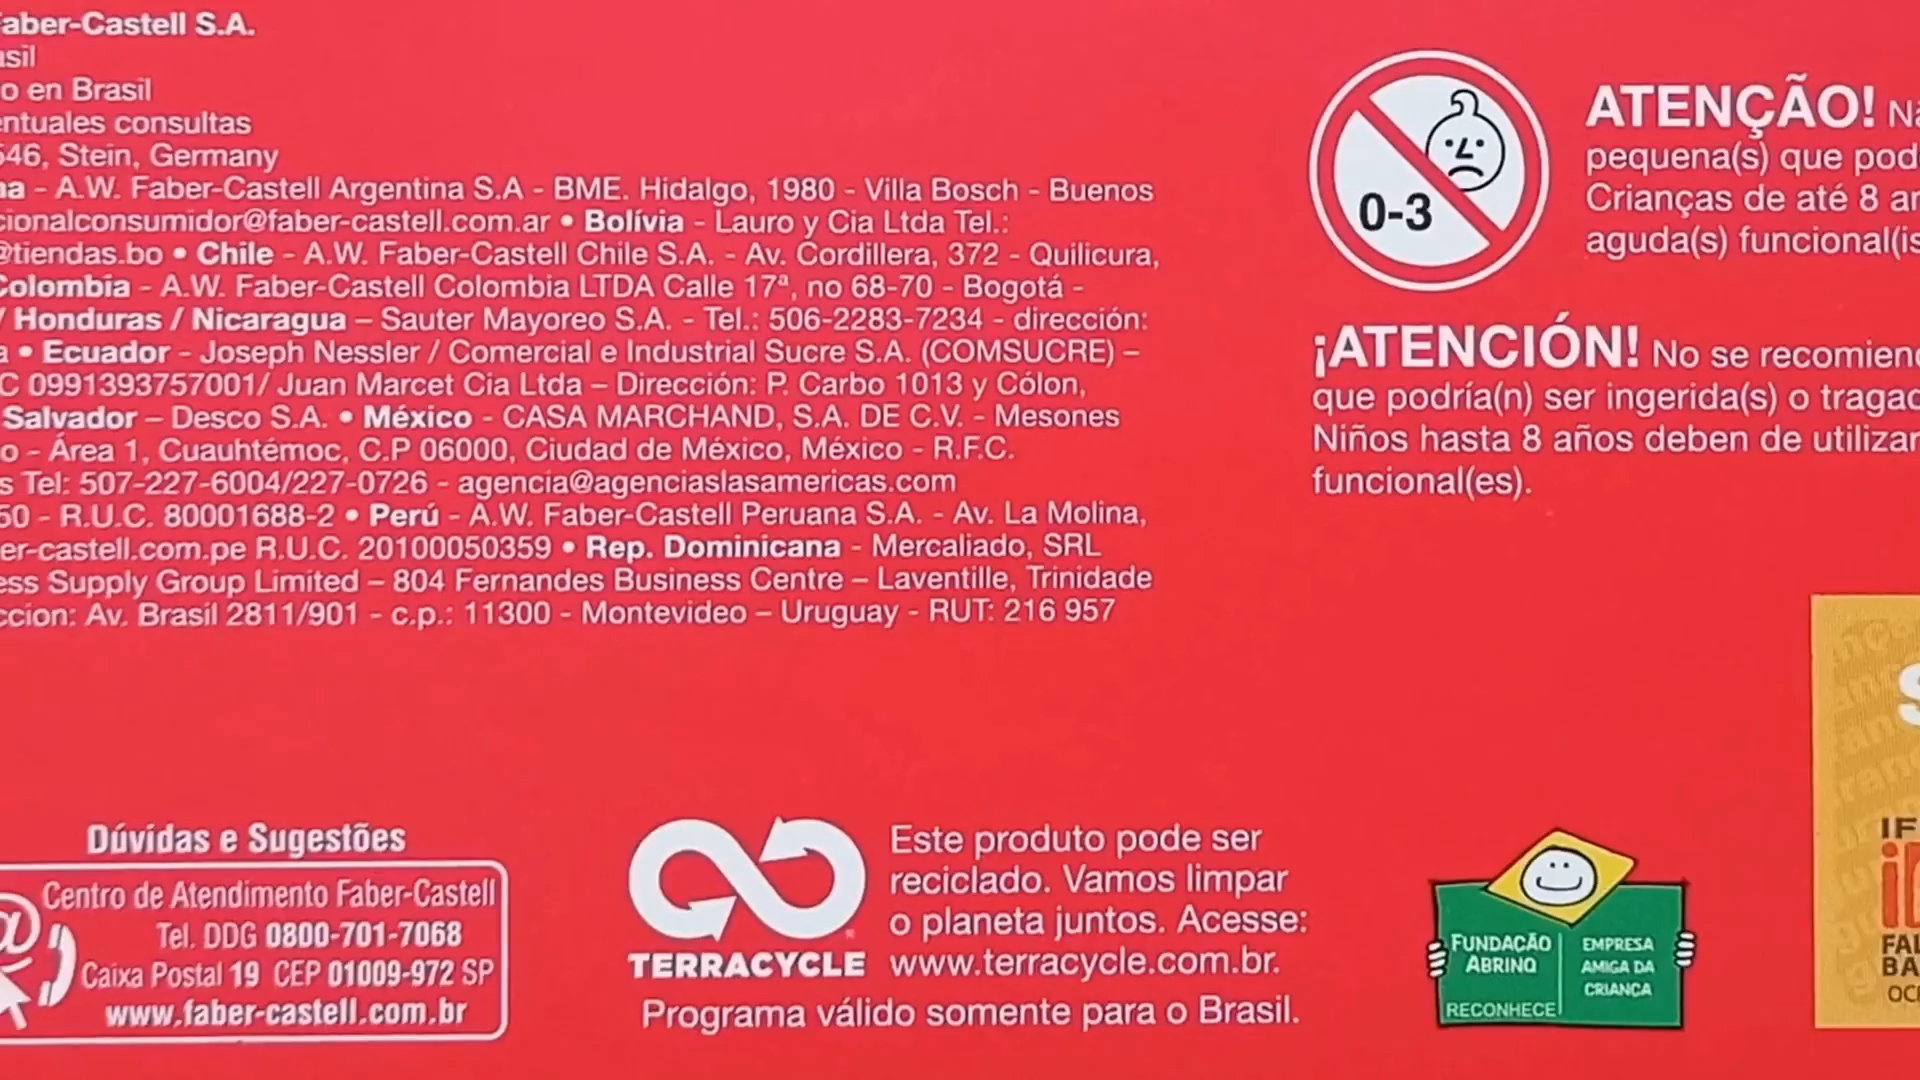 Faber-Castell S.A.
o en Brasil
consultas
546, Stein, Germany
- A.W. Faber-Castell Argentina S.A - BME. Hidalgo, 1980 - Villa Bosch - Buenos
cionalconsumidor@faber-castell.com.ar • Bolívia - Lauro y Cia Ltda Tel.:
@tiendas.bo • Chile - A.W. Faber-Castell Chile S.A. - Av. Cordillera, 372 - Quilicura,
Colombia - A.W. Faber-Castell Colombia LTDA Calle 17ª, no 68-70 - Bogotá -
/ Honduras / Nicaragua – Sauter Mayoreo S.A. - Tel.: 506-2283-7234 - dirección:
a • Ecuador - Joseph Nessler / Comercial e Industrial Sucre S.A. (COMSUCRE) –
C 0991393757001/ Juan Marcet Cia Ltda – Dirección: P. Carbo 1013 y Cólon,
Salvador – Desco S.A. • México - CASA MARCHAND, S.A. DE C.V. - Mesones
o - Área 1, Cuauhtémoc, C.P 06000, Ciudad de México, México - R.F.C.
s Tel: 507-227-6004/227-0726 - agencia@agenciaslasamericas.com
50 - R.U.C. 80001688-2 • Perú - A.W. Faber-Castell Peruana S.A. - Av. La Molina,
er-castell.com.pe R.U.C. 20100050359 • Rep. Dominicana - Mercaliado, SRL
ess Supply Group Limited – 804 Fernandes Business Centre – Laventille, Trinidade
ccion: Av. Brasil 2811/901 - c.p.: 11300 - Montevideo – Uruguay - RUT: 216 957
0-3
ATENÇÃO!
pequena(s) que pod
Crianças de até 8 an
aguda(s) funcional(is
¡ATENCIÓN! No se recomiend
que podría(n) ser ingerida(s) o tragad
Niños hasta 8 años deben de utilizar
funcional(es).
Dúvidas e Sugestões
Centro de Atendimento Faber-Castell
Tel. DDG 0800-701-7068
Caixa Postal 19 CEP 01009-972 SP
www.faber-castell.com.br
TERRACYCLE
Este produto pode ser
reciclado. Vamos limpar
o planeta juntos. Acesse:
www.terracycle.com.br.
Programa válido somente para o Brasil.
FUNDAÇÃO
ABRINQ
RECONHECE
EMPRESA
AMIGA DA
CRIANÇA